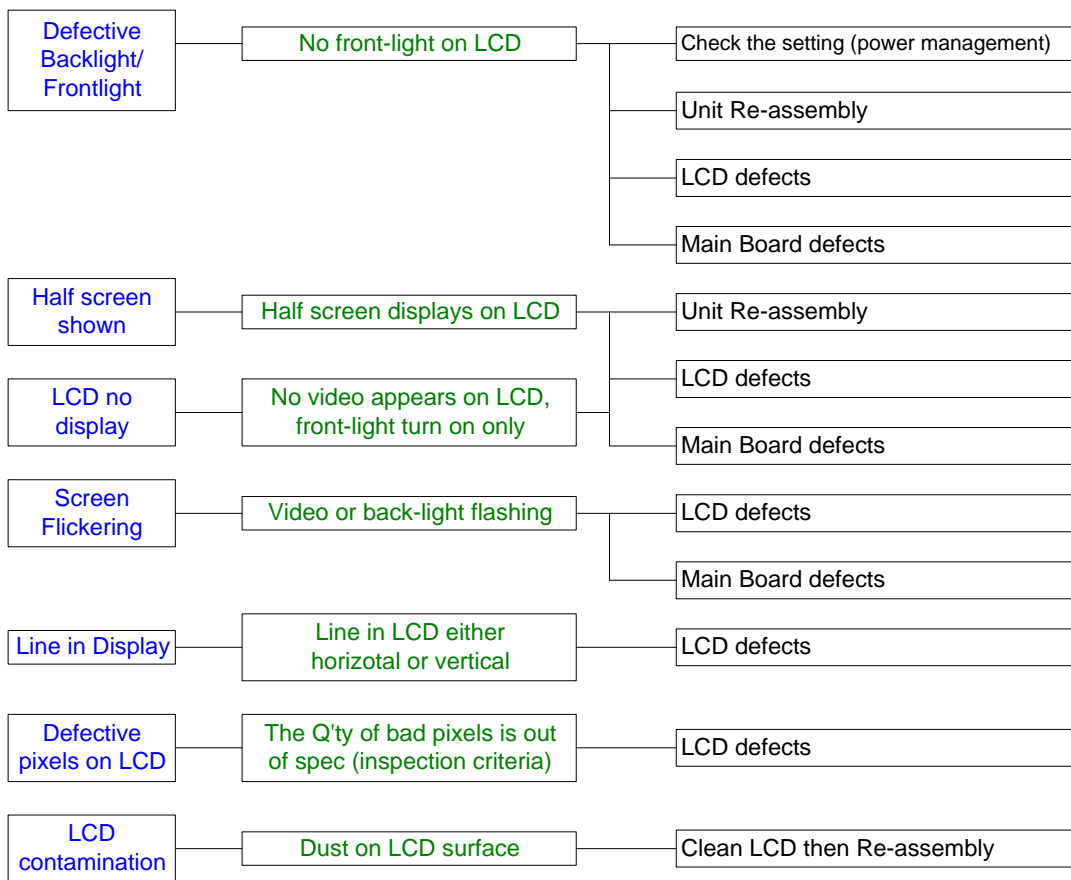 Defective
Backlight/
Frontlight
No front-light on LCD
Check the setting (power management)
Unit Re-assembly
LCD defects
Main Board defects
Half screen
shown
Half screen displays on LCD
Unit Re-assembly
LCD defects
Main Board defects
LCD no
display
No video appears on LCD,
front-light turn on only
Screen
Flickering
Video or back-light flashing
LCD defects
Main Board defects
Line in Display
Line in LCD either
horizotal or vertical
LCD defects
Defective
pixels on LCD
The Q'ty of bad pixels is out
of spec (inspection criteria)
LCD defects
LCD
contamination
Dust on LCD surface
Clean LCD then Re-assembly